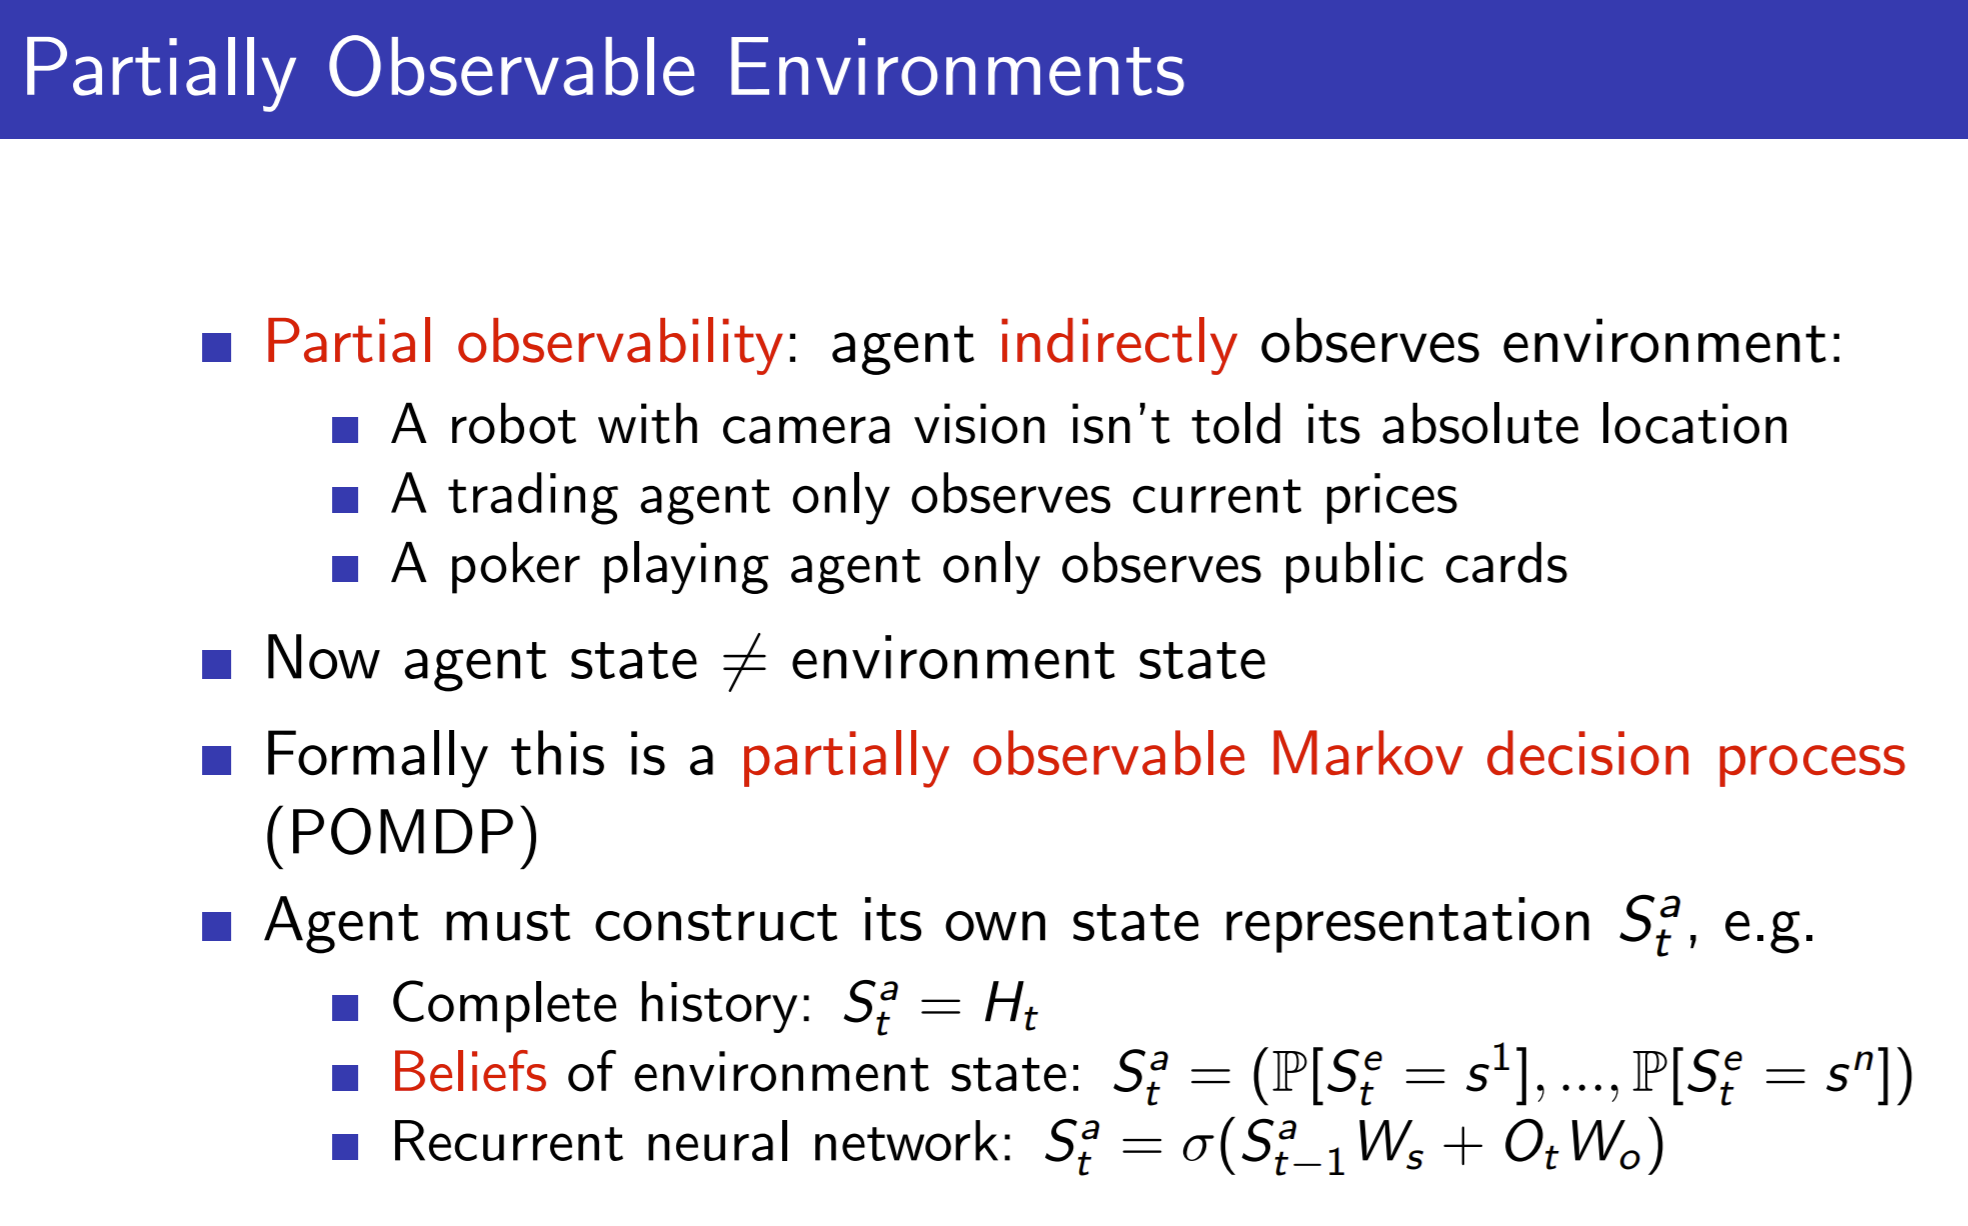 Partially Observable Environments
Partial observability: agent indirectly observes environment:
A robot with camera vision isn't told its absolute location
A trading agent only observes current prices
A poker playing agent only observes public cards
Now agent state ≠ environment state
Formally this is a partially observable Markov decision process
(POMDP)
Agent must construct its own state representation $S_t^a$, e.g.
Complete history: $S_t^a = H_t$
Beliefs of environment state: $S_t^a = (\mathbb{P}[S_t^e = s^1], ..., \mathbb{P}[S_t^e = s^n])$
Recurrent neural network: $S_t^a = \sigma(S_{t-1}^a W_s + O_t W_o)$